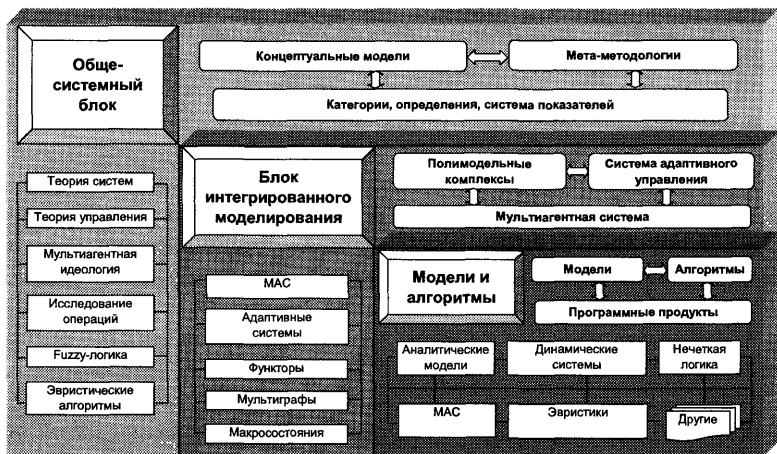 Обще-
системный
блок
Концептуальные модели
Мета-методологии
Категории, определения, система показателей
Теория систем
Теория управления
Мультиагентная
идеология
Исследование
операций
Fuzzy-логика
Эвристические
алгоритмы
Блок
интегрированного
моделирования
Полимодельные
комплексы
Система адаптивного
управления
Мультиагентная система
МАС
Адаптивные
системы
Функторы
Мультиграфы
Макросостояния
Модели и
алгоритмы
Модели
Алгоритмы
Программные продукты
Аналитические
модели
Динамические
системы
Нечеткая
логика
МАС
Эвристики
Другие